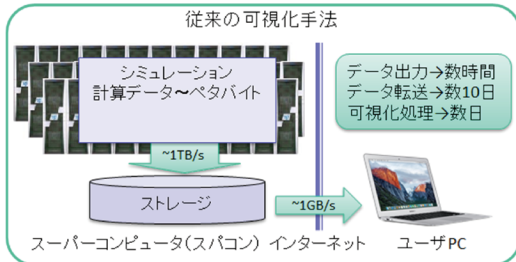 従来の可視化手法
シミュレーション
計算データ~ペタバイト
データ出力→数時間
データ転送→数10日
可視化処理→数日
~1TB/s
ストレージ
~1GB/s
スーパーコンピュータ(スパコン) インターネット ユーザPC